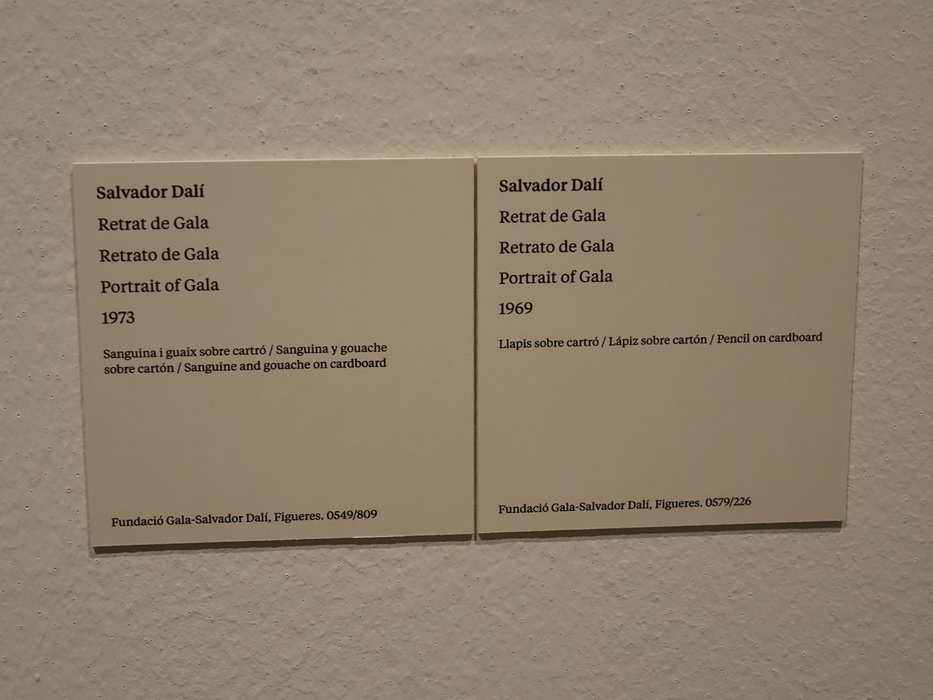 Salvador Dalí
Retrat de Gala
Retrato de Gala
Portrait of Gala
1973
Sanguina i guaix sobre cartró / Sanguina y gouache
sobre cartón / Sanguine and gouache on cardboard
Fundació Gala-Salvador Dalí, Figueres. 0549/809
Salvador Dalí
Retrat de Gala
Retrato de Gala
Portrait of Gala
1969
Llapis sobre cartró / Lápiz sobre cartón / Pencil on cardboard
Fundació Gala-Salvador Dalí, Figueres. 0579/226